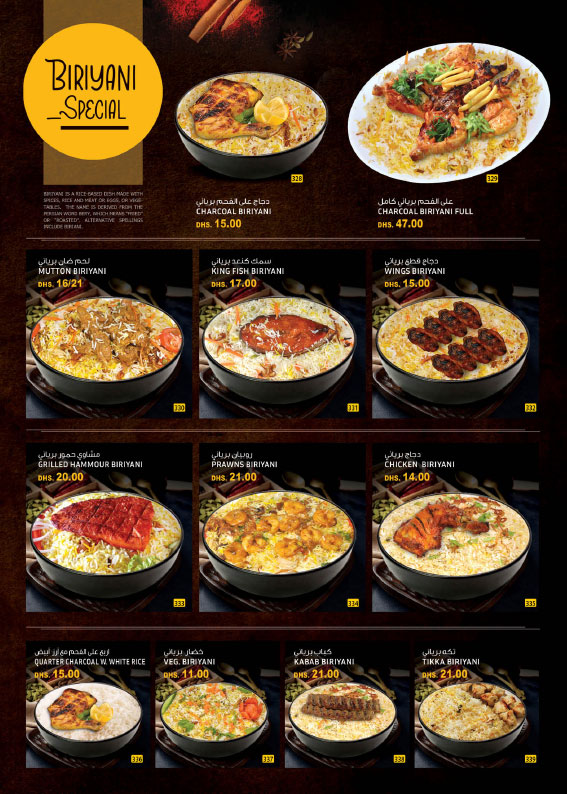 BIRIYANI
SPECIAL
BIRIYANI IS A RICE-BASED DISH MADE WITH
SPICES, RICE AND MEAT OR EGGS, OR VEGE-
TABLES. THE NAME IS DERIVED FROM THE
PERSIAN WORD BERY, WHICH MEANS "FRIED"
OR "ROASTED". ALTERNATIVE SPELLINGS
INCLUDE BIRIANI.
328
دجاج على الفحم برياني
CHARCOAL BIRIYANI
DHS. 15.00
329
على الفحم برياني كامل
CHARCOAL BIRIYANI FULL
DHS. 47.00
لحم ضان برياني
MUTTON BIRIYANI
DHS. 16/21
330
سمك كنعد برياني
KING FISH BIRIYANI
DHS. 17.00
331
دجاج قطع برياني
WINGS BIRIYANI
DHS. 15.00
332
مشاوي حمور برياني
GRILLED HAMMOUR BIRIYANI
DHS. 20.00
333
روبيان برياني
PRAWNS BIRIYANI
DHS. 21.00
334
دجاج برياني
CHICKEN BIRIYANI
DHS. 14.00
335
اربع على الفحم مع أرز أبيض
QUARTER CHARCOAL W. WHITE RICE
DHS. 15.00
336
خضار برياني
VEG. BIRIYANI
DHS. 11.00
337
كباب برياني
KABAB BIRIYANI
DHS. 21.00
338
تكه برياني
TIKKA BIRIYANI
DHS. 21.00
339